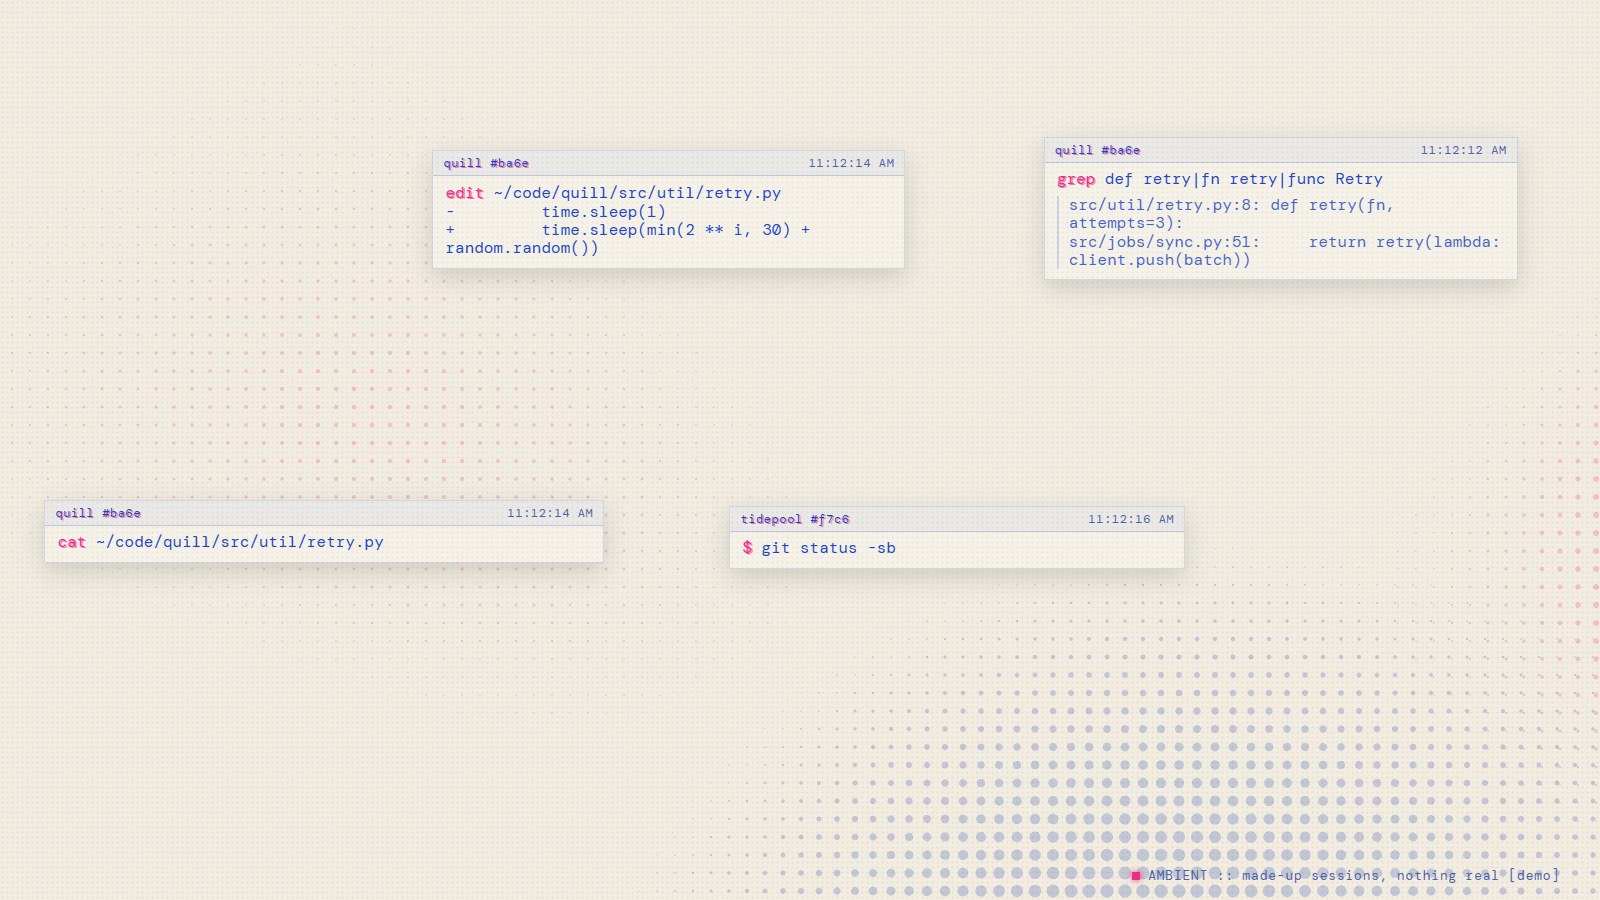 quill #ba6e 11:12:14 AM
edit ~/code/quill/src/util/retry.py
-         time.sleep(1)
+         time.sleep(min(2 ** i, 30) +
random.random())
quill #ba6e 11:12:12 AM
grep def retry|fn retry|func Retry
src/util/retry.py:8: def retry(fn,
attempts=3):
src/jobs/sync.py:51:     return retry(lambda:
client.push(batch))
quill #ba6e 11:12:14 AM
cat ~/code/quill/src/util/retry.py
tidepool #f7c6 11:12:16 AM
$ git status -sb
AMBIENT :: made-up sessions, nothing real [demo]